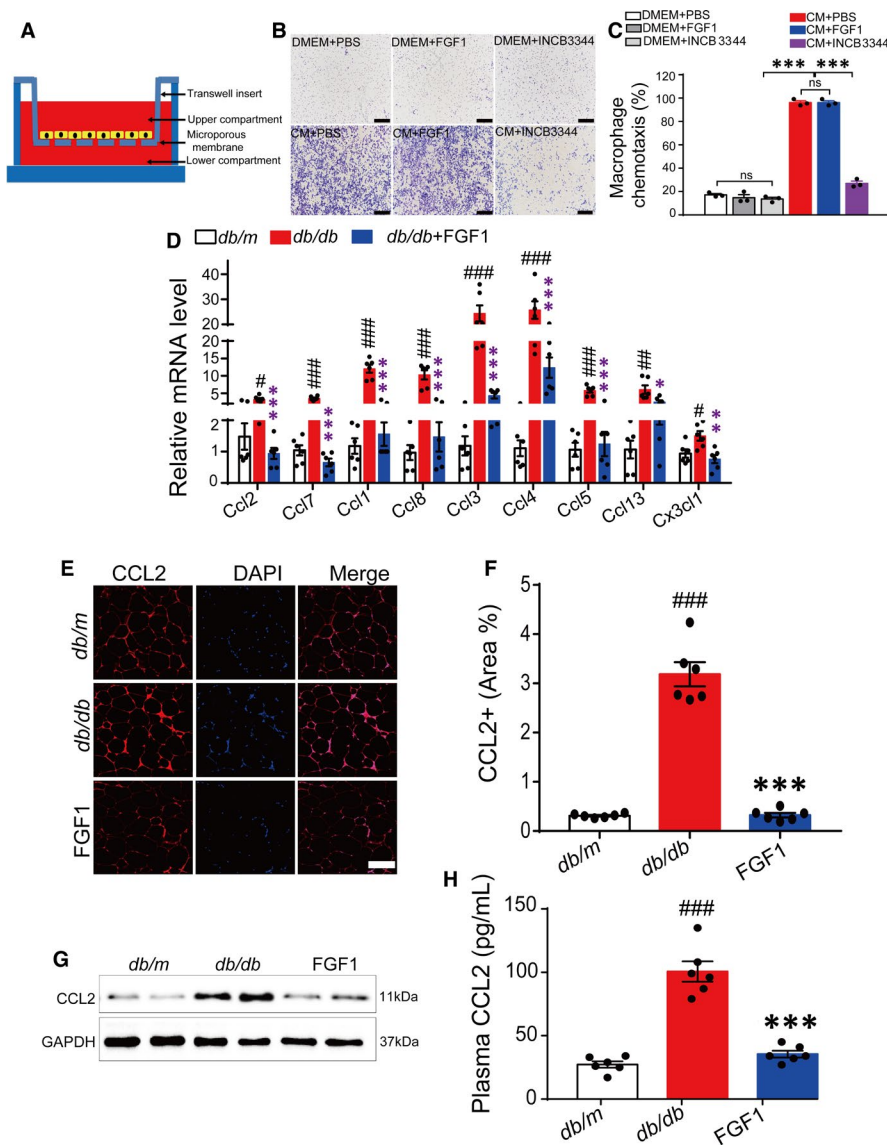 A
Transwell insert
Upper compartment
Microporous
membrane
Lower compartment
B
DMEM+PBS
DMEM+FGF1
DMEM+INCB3344
CM+PBS
CM+FGF1
CM+INCB3344
C
DMEM+PBS
DMEM+FGF1
DMEM+INCB3344
CM+PBS
CM+FGF1
CM+INCB3344
*** ***
ns
ns
Macrophage
chemotaxis (%)
120
100
80
60
40
20
0
D
db/m
db/db
db/db+FGF1
Relative mRNA level
40
30
20
15
10
5
2
1
0
# *** ### *** ### *** ### *** ### *** ### *** ### *** ## * # **
Ccl2
Ccl7
Ccl1
Ccl8
Ccl3
Ccl4
Ccl5
Ccl13
Cx3cl1
E
CCL2 DAPI Merge
db/m
db/db
FGF1
F
CCL2+ (Area %)
5
4
3
2
1
0
###
***
db/m
db/db
FGF1
G
db/m db/db FGF1
CCL2 11kDa
GAPDH 37kDa
H
Plasma CCL2 (pg/mL)
150
100
50
0
###
***
db/m
db/db
FGF1